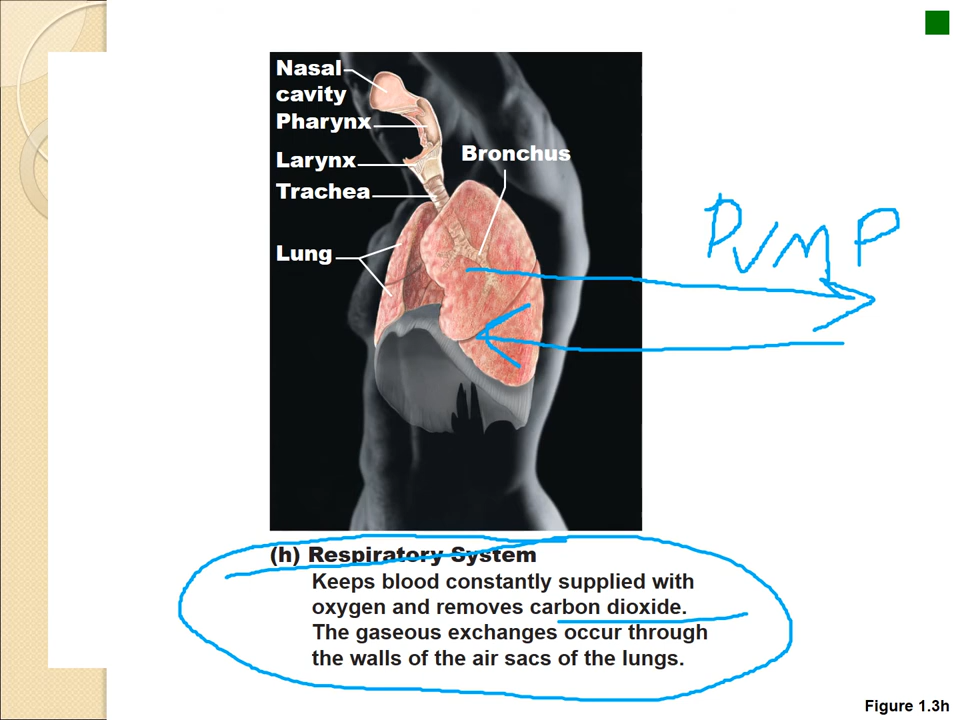 Nasal
cavity
Pharynx
Bronchus
Larynx
Trachea
PUMP
Lung
(h) Respiratory System
Keeps blood constantly supplied with
oxygen and removes carbon dioxide.
The gaseous exchanges occur through
the walls of the air sacs of the lungs.
Figure 1.3h